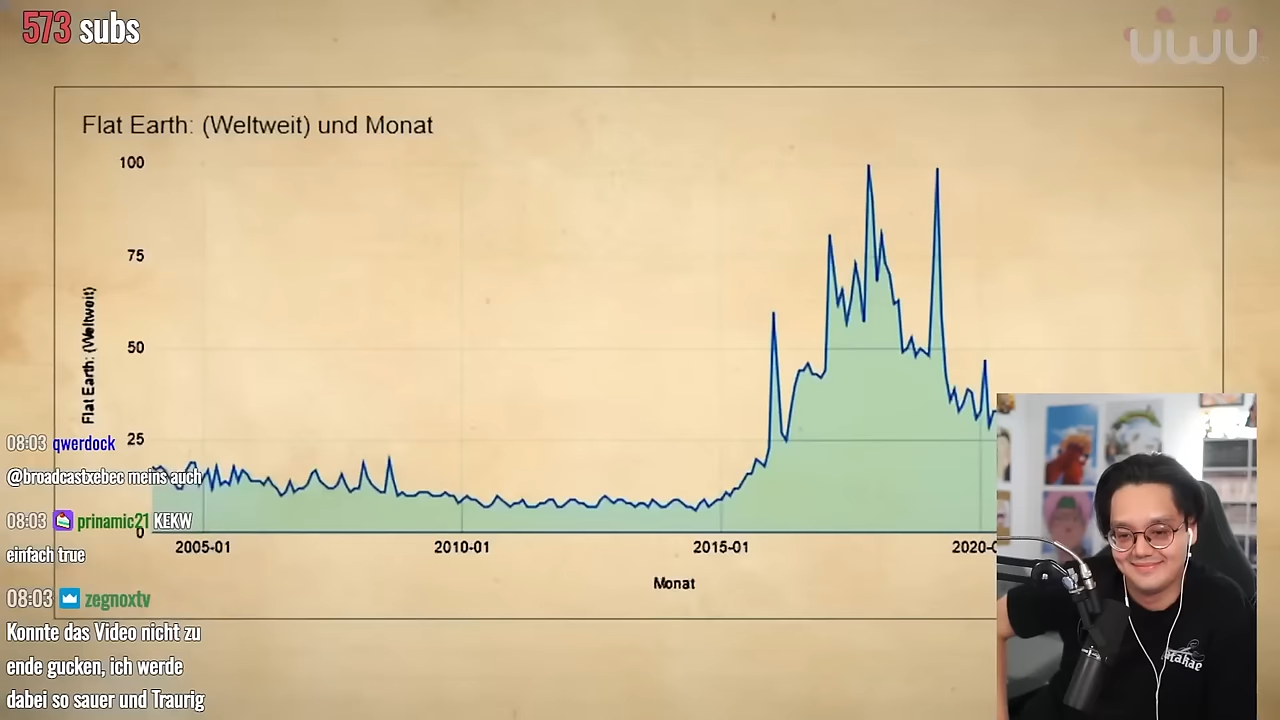 573 subs
UWU
Flat Earth: (Weltweit) und Monat
100
75
50
25
0
Flat Earth: (Weltweit)
2005-01
2010-01
2015-01
2020-0
Monat
08:03 qwerdock
@broadcastxebec meins auch
08:03 prinamic21 KEKW
einfach true
08:03 zegnoxtv
Konnte das Video nicht zu
ende gucken, ich werde
dabei so sauer und Traurig